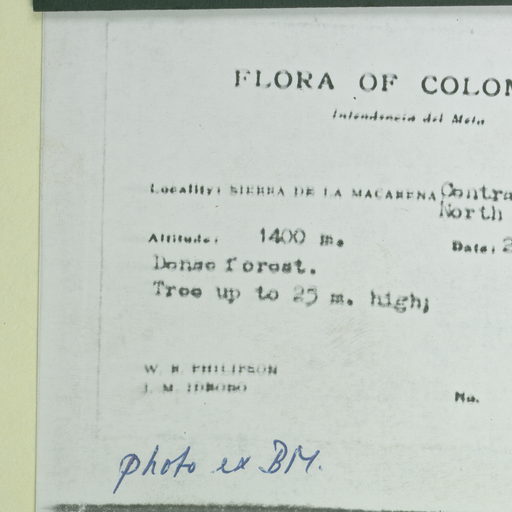 FLORA OF COLOM
Intendencia del Meta
Locality: SIERRA DE LA MACARENA, Contra
North
Altitude: 1400 m. Date: 2
Dense forest.
Tree up to 25 m. high;
W. R. PHILIPSON
J. M. IDROBO No.
photo ex BM.